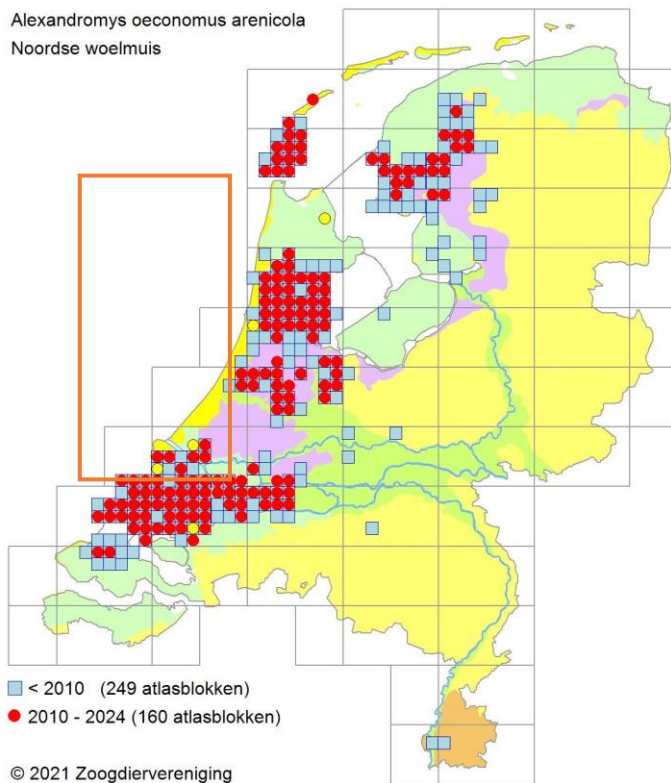 Alexandromys oeconomus arenicola
Noordse woelmuis
< 2010 (249 atlasblokken)
2010 - 2024 (160 atlasblokken)
© 2021 Zoogdiervereniging